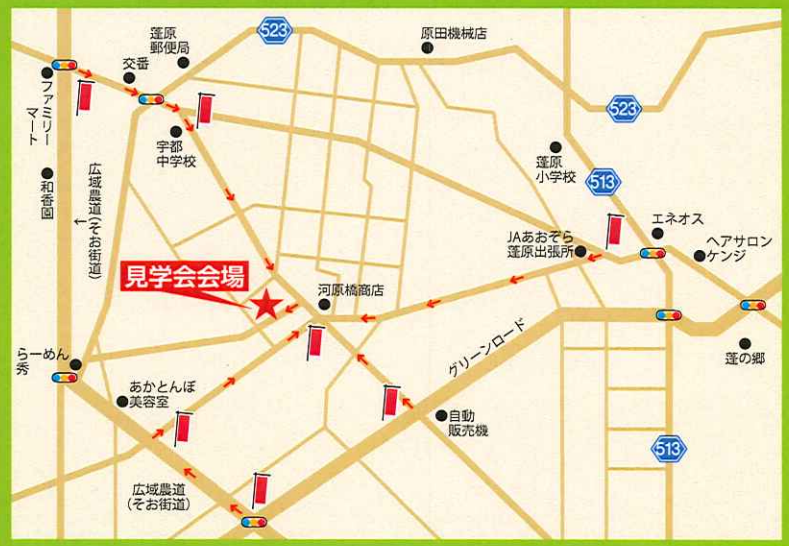 蓬原
郵便局
523
原田機械店
交番
ファミリー
マート
宇都
中学校
523
蓬原
小学校
和香園
広域農道(そお街道)
←
513
エネオス
JAあおぞら
蓬原出張所
ヘアサロン
ケンジ
見学会会場
河原橋商店
グリーンロード
らーめん
秀
蓬の郷
あかとんぼ
美容室
自動
販売機
513
広域農道
(そお街道)